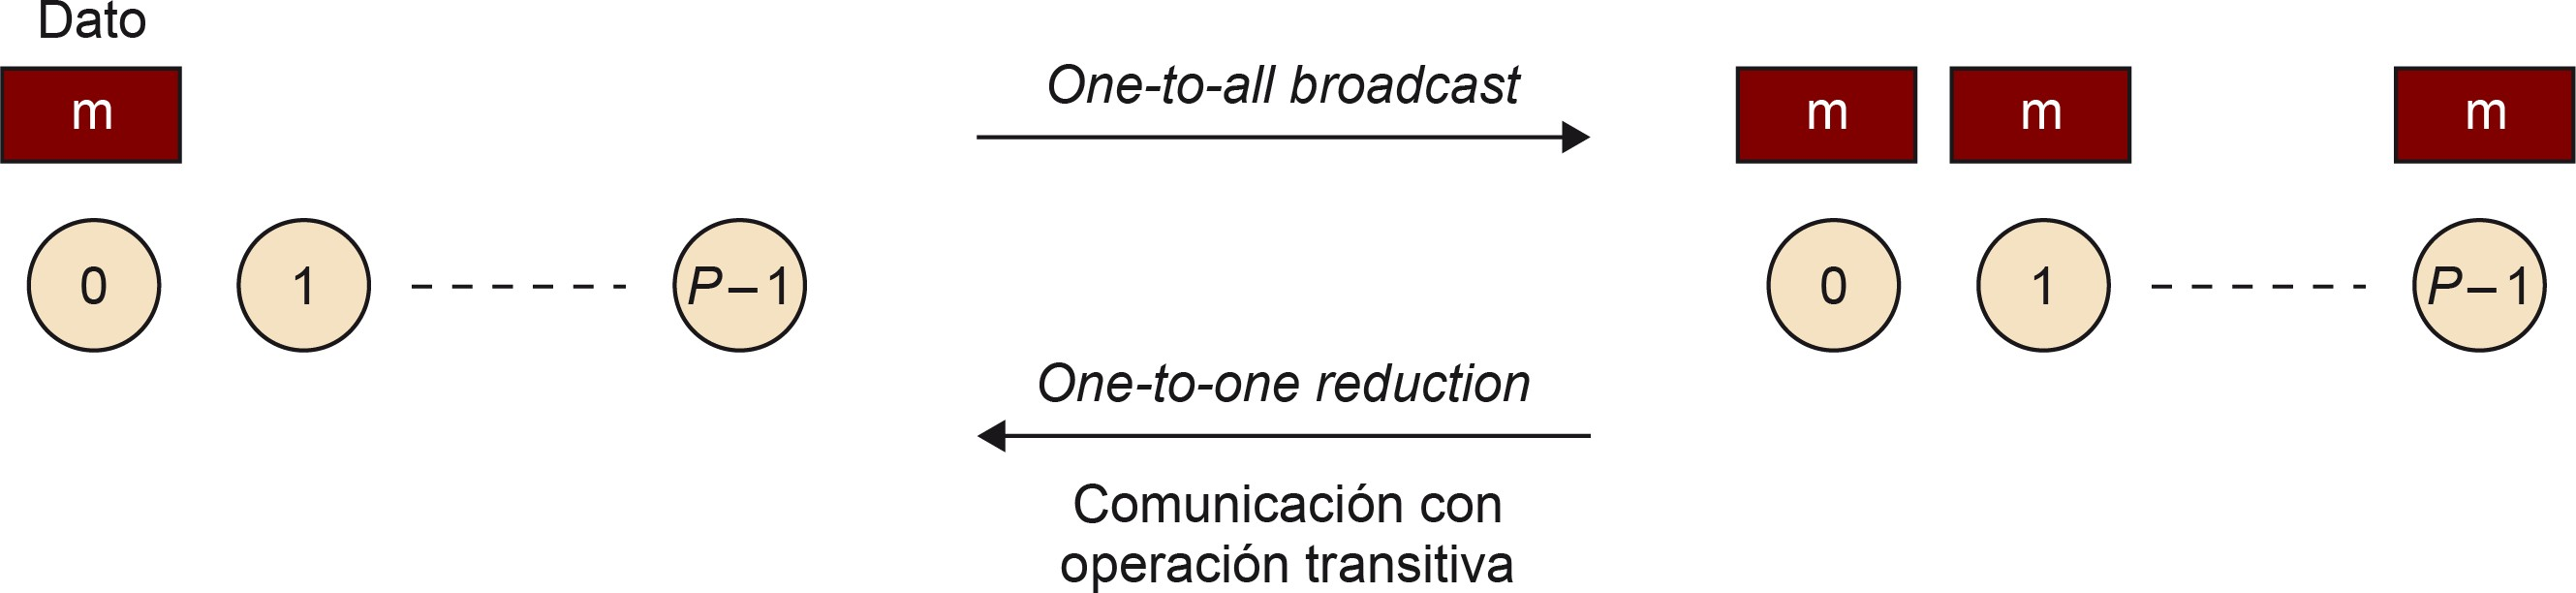 Dato
m
One-to-all broadcast
m m m
0 1 P–1
0 1 P–1
One-to-one reduction
Comunicación con
operación transitiva